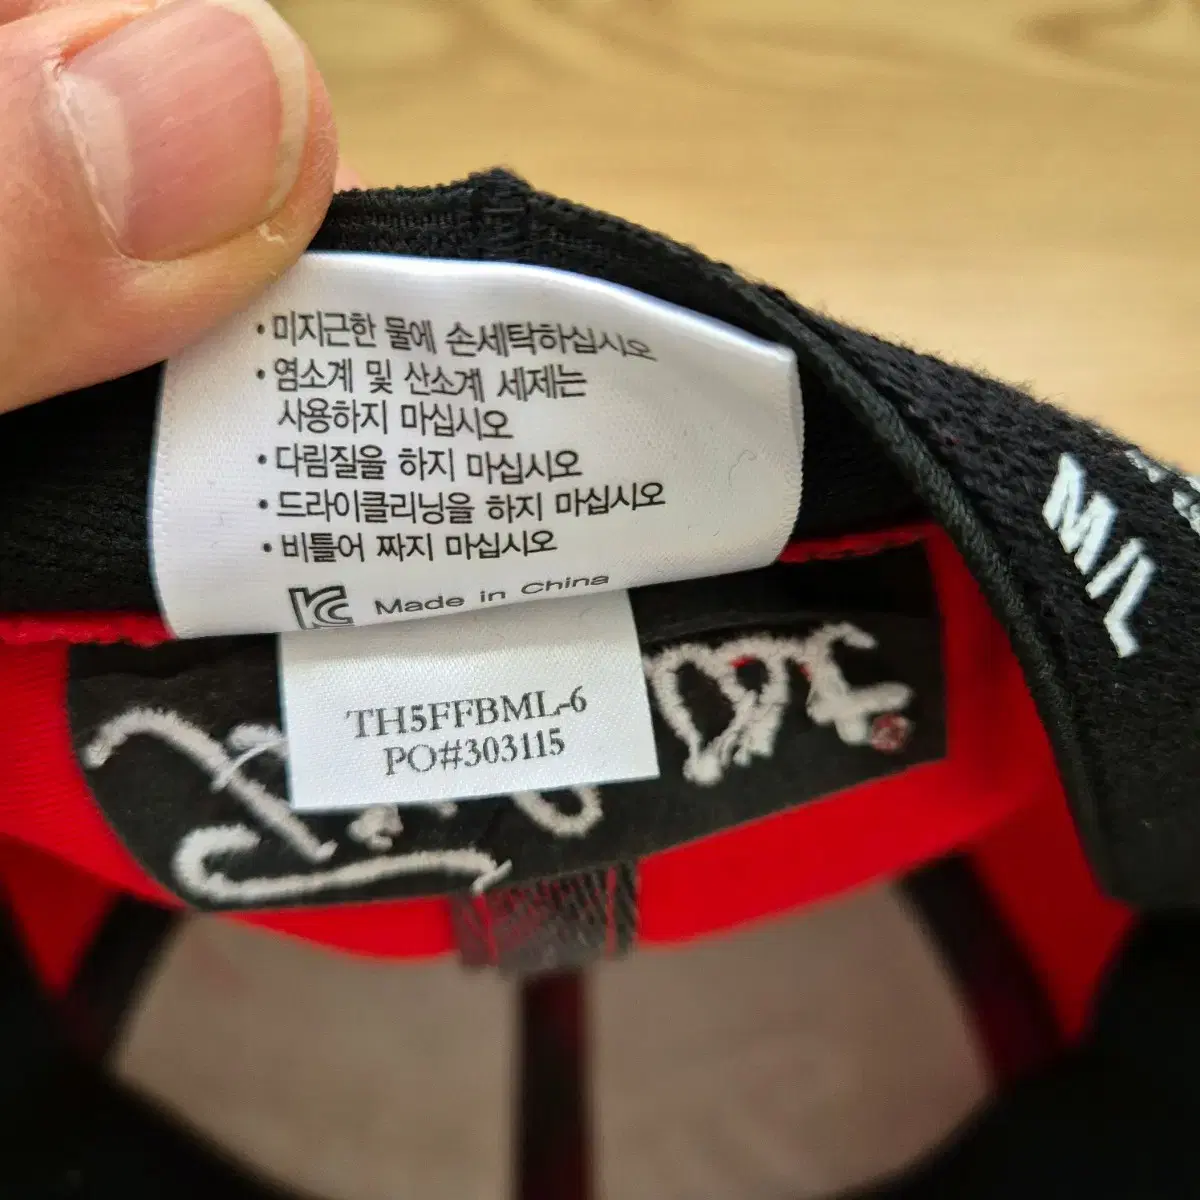 • 미지근한 물에 손세탁하십시오
• 염소계 및 산소계 세제는
사용하지 마십시오
• 다림질을 하지 마십시오
• 드라이클리닝을 하지 마십시오
• 비틀어 짜지 마십시오
Made in China
TH5FFBML-6
PO#303115
M/L